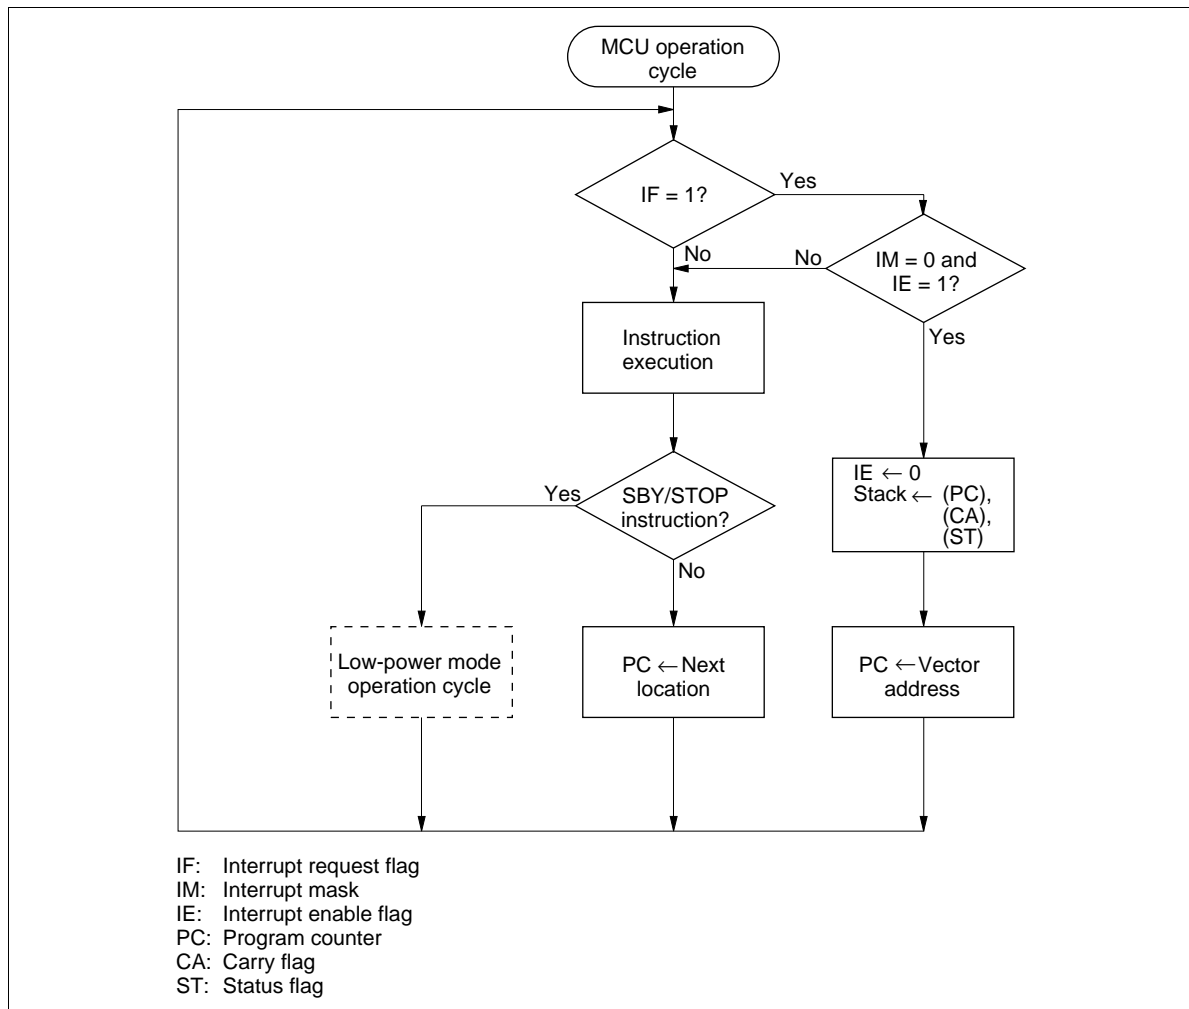 MCU operation
cycle
IF = 1?
Yes
No
IM = 0 and
IE = 1?
No
Yes
Instruction
execution
IE ← 0
Stack ← (PC),
(CA),
(ST)
SBY/STOP
instruction?
Yes
No
Low-power mode
operation cycle
PC ← Next
location
PC ← Vector
address
IF: Interrupt request flag
IM: Interrupt mask
IE: Interrupt enable flag
PC: Program counter
CA: Carry flag
ST: Status flag